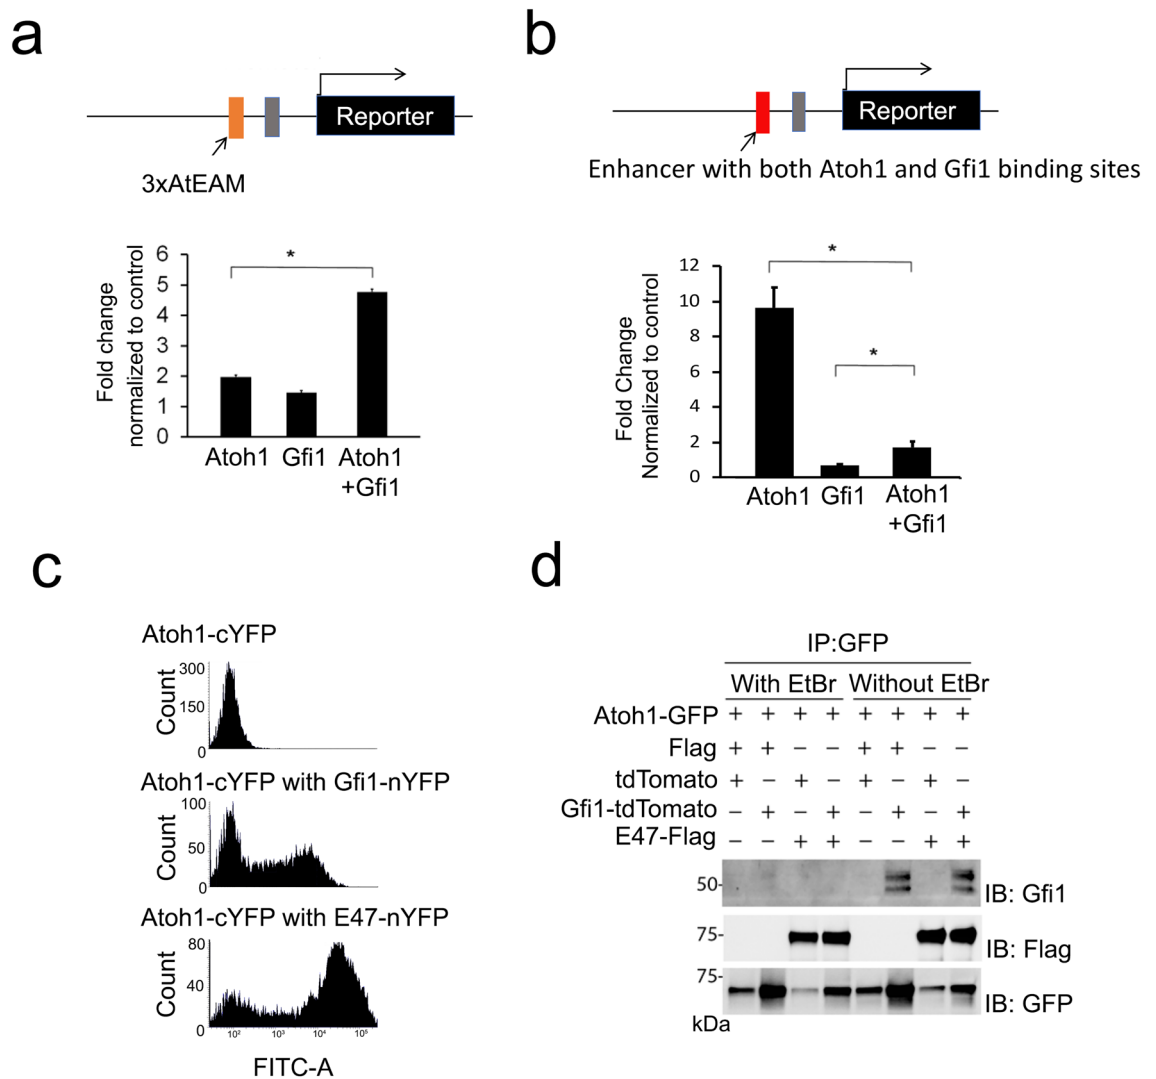 a
Reporter
3xAtEAM
Fold change
normalized to control
6
5
4
3
2
1
0
*
Atoh1 Gfi1 Atoh1
+Gfi1
b
Reporter
Enhancer with both Atoh1 and Gfi1 binding sites
Fold Change
Normalized to control
12
10
8
6
4
2
0
*
*
Atoh1 Gfi1 Atoh1
+Gfi1
c
Atoh1-cYFP
Count
300
150
0
Atoh1-cYFP with Gfi1-nYFP
Count
100
50
0
Atoh1-cYFP with E47-nYFP
Count
80
40
0
10² 10³ 10⁴ 10⁵
FITC-A
d
IP:GFP
With EtBr Without EtBr
Atoh1-GFP + + + + + + + +
Flag + + − − + + − −
tdTomato + − + − + − + −
Gfi1-tdTomato − + − + − + − +
E47-Flag − − + + − − + +
50- IB: Gfi1
75- IB: Flag
75- IB: GFP
kDa